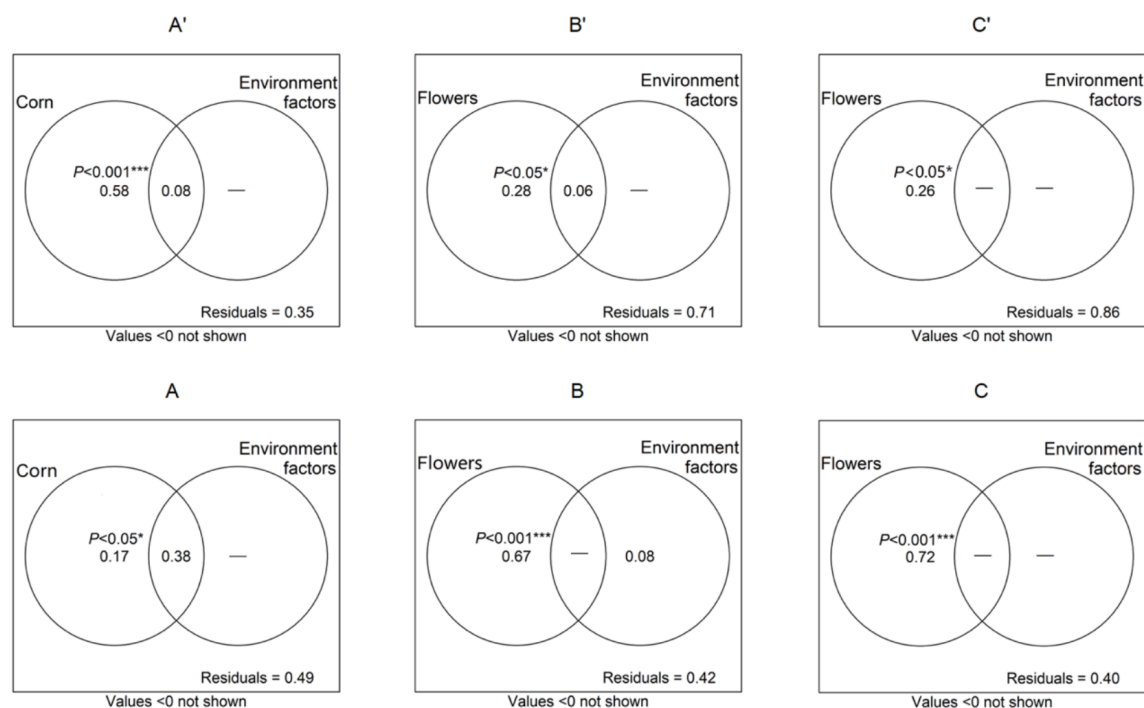 A'
Corn
Environment
factors
P<0.001***
0.58
0.08
—
Residuals = 0.35
Values <0 not shown
B'
Flowers
Environment
factors
P<0.05*
0.28
0.06
—
Residuals = 0.71
Values <0 not shown
C'
Flowers
Environment
factors
P<0.05*
0.26
—
—
Residuals = 0.86
Values <0 not shown
A
Corn
Environment
factors
P<0.05*
0.17
0.38
—
Residuals = 0.49
Values <0 not shown
B
Flowers
Environment
factors
P<0.001***
0.67
—
0.08
Residuals = 0.42
Values <0 not shown
C
Flowers
Environment
factors
P<0.001***
0.72
—
—
Residuals = 0.40
Values <0 not shown